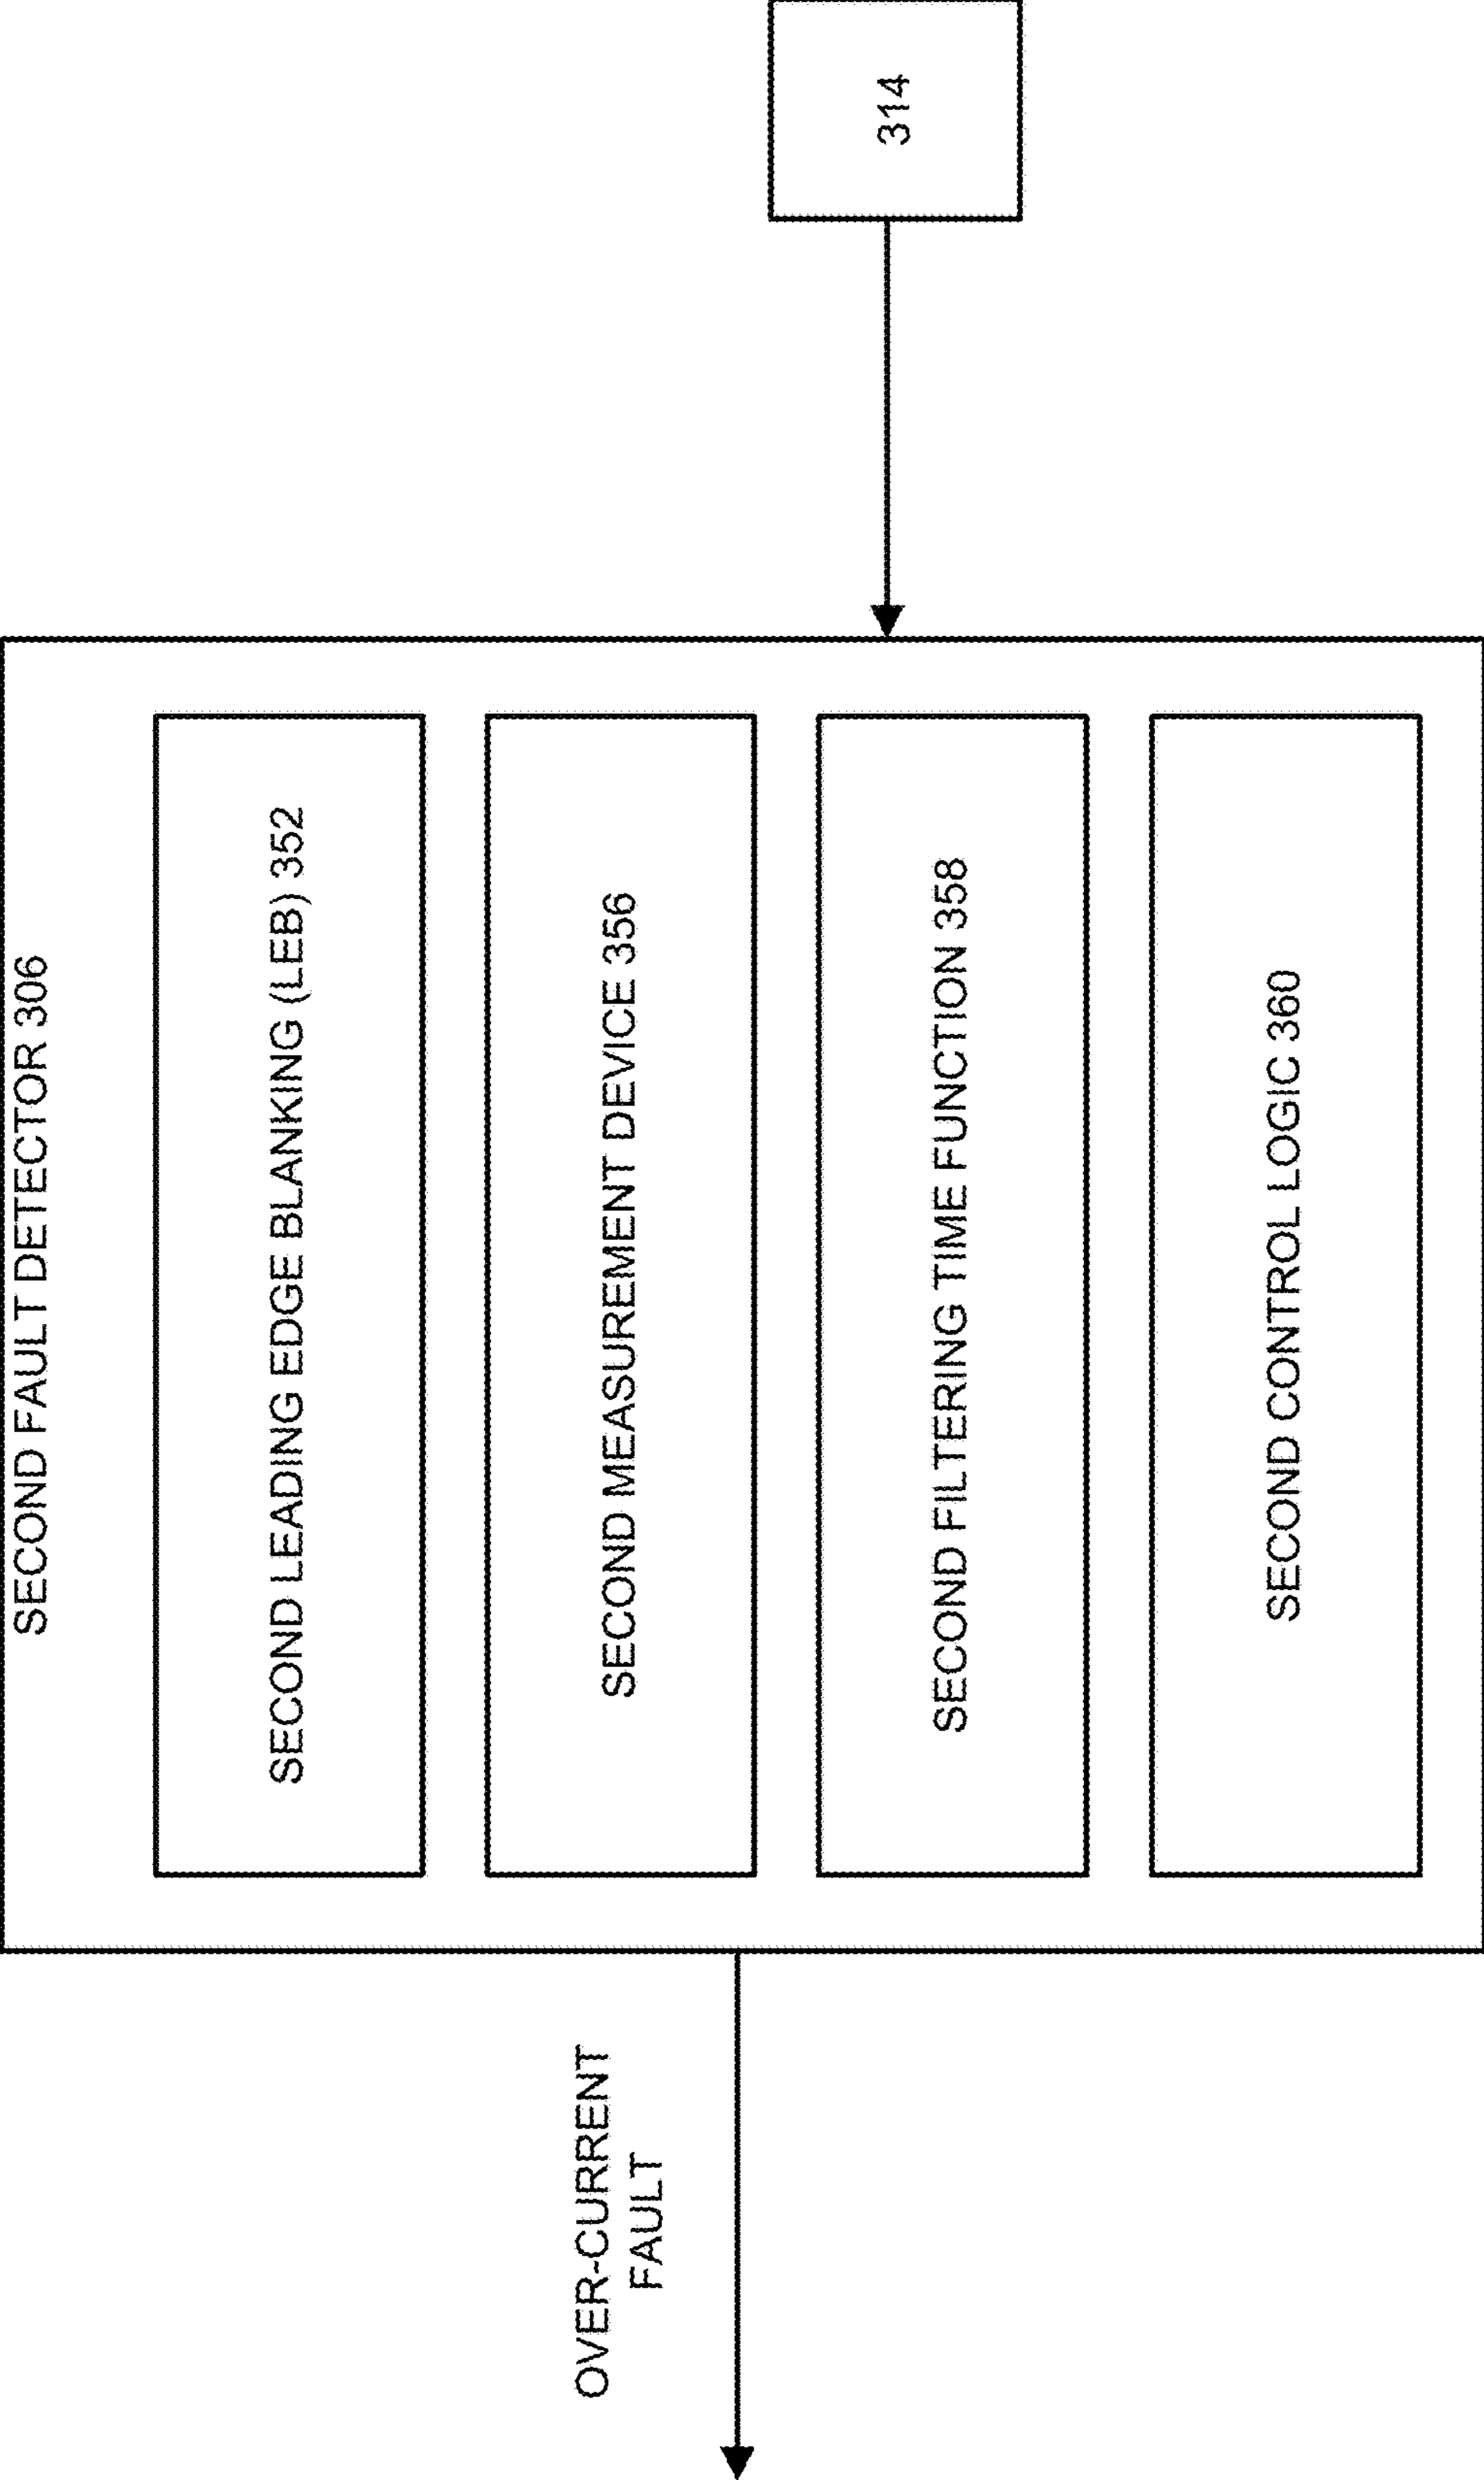 SECOND FAULT DETECTOR 306
SECOND LEADING EDGE BLANKING (LEB) 352
SECOND MEASUREMENT DEVICE 356
SECOND FILTERING TIME FUNCTION 358
SECOND CONTROL LOGIC 360
OVER-CURRENT
FAULT
314